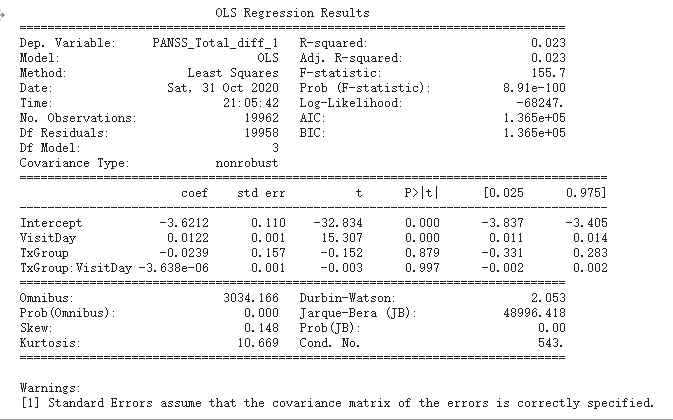 OLS Regression Results
==============================================================================
Dep. Variable:     PANSS_Total_diff_1   R-squared:                       0.023
Model:                            OLS   Adj. R-squared:                  0.023
Method:                 Least Squares   F-statistic:                     155.7
Date:                Sat, 31 Oct 2020   Prob (F-statistic):          8.91e-100
Time:                        21:05:42   Log-Likelihood:                -68247.
No. Observations:               19962   AIC:                         1.365e+05
Df Residuals:                   19958   BIC:                         1.365e+05
Df Model:                           3
Covariance Type:            nonrobust
====================================================================================
                       coef    std err          t      P>|t|      [0.025      0.975]
------------------------------------------------------------------------------------
Intercept           -3.6212      0.110    -32.834      0.000      -3.837      -3.405
VisitDay             0.0122      0.001     15.307      0.000       0.011       0.014
TxGroup             -0.0239      0.157     -0.152      0.879      -0.331       0.283
TxGroup:VisitDay -3.638e-06      0.001     -0.003      0.997      -0.002       0.002
==============================================================================
Omnibus:                     3034.166   Durbin-Watson:                   2.053
Prob(Omnibus):                  0.000   Jarque-Bera (JB):            48996.418
Skew:                           0.148   Prob(JB):                         0.00
Kurtosis:                      10.669   Cond. No.                         543.
==============================================================================
Warnings:
[1] Standard Errors assume that the covariance matrix of the errors is correctly specified.